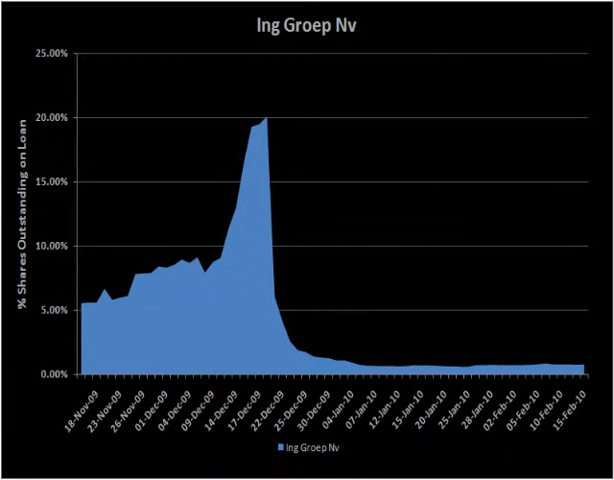 Ing Groep Nv
25.00%
20.00%
15.00%
10.00%
5.00%
0.00%
% Shares Outstanding on Loan
18-Nov-09
23-Nov-09
26-Nov-09
01-Dec-09
04-Dec-09
09-Dec-09
14-Dec-09
17-Dec-09
22-Dec-09
25-Dec-09
30-Dec-09
04-Jan-10
07-Jan-10
12-Jan-10
15-Jan-10
20-Jan-10
25-Jan-10
28-Jan-10
02-Feb-10
05-Feb-10
10-Feb-10
15-Feb-10
Ing Groep Nv